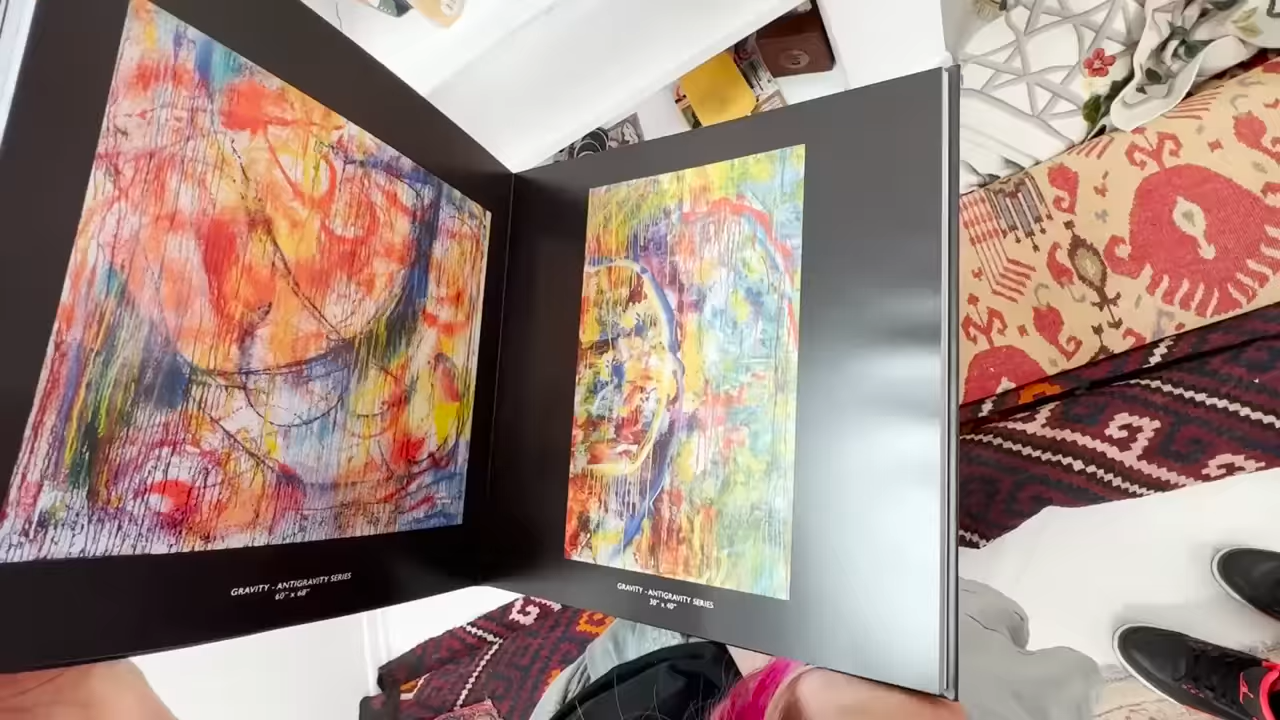 GRAVITY - ANTIGRAVITY SERIES
60" x 68"
GRAVITY - ANTIGRAVITY SERIES
30" x 40"